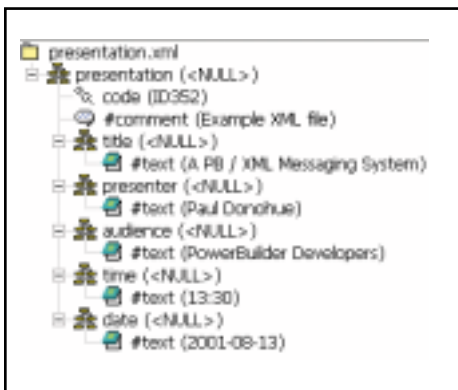 presentation.xml
presentation (<NULL>)
code (ID352)
#comment (Example XML file)
title (<NULL>)
#text (A PB / XML Messaging System)
presenter (<NULL>)
#text (Paul Donohue)
audience (<NULL>)
#text (PowerBuilder Developers)
time (<NULL>)
#text (13:30)
date (<NULL>)
#text (2001-08-13)